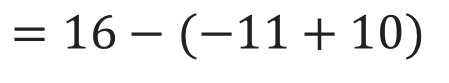 = 16 − (−11 + 10)